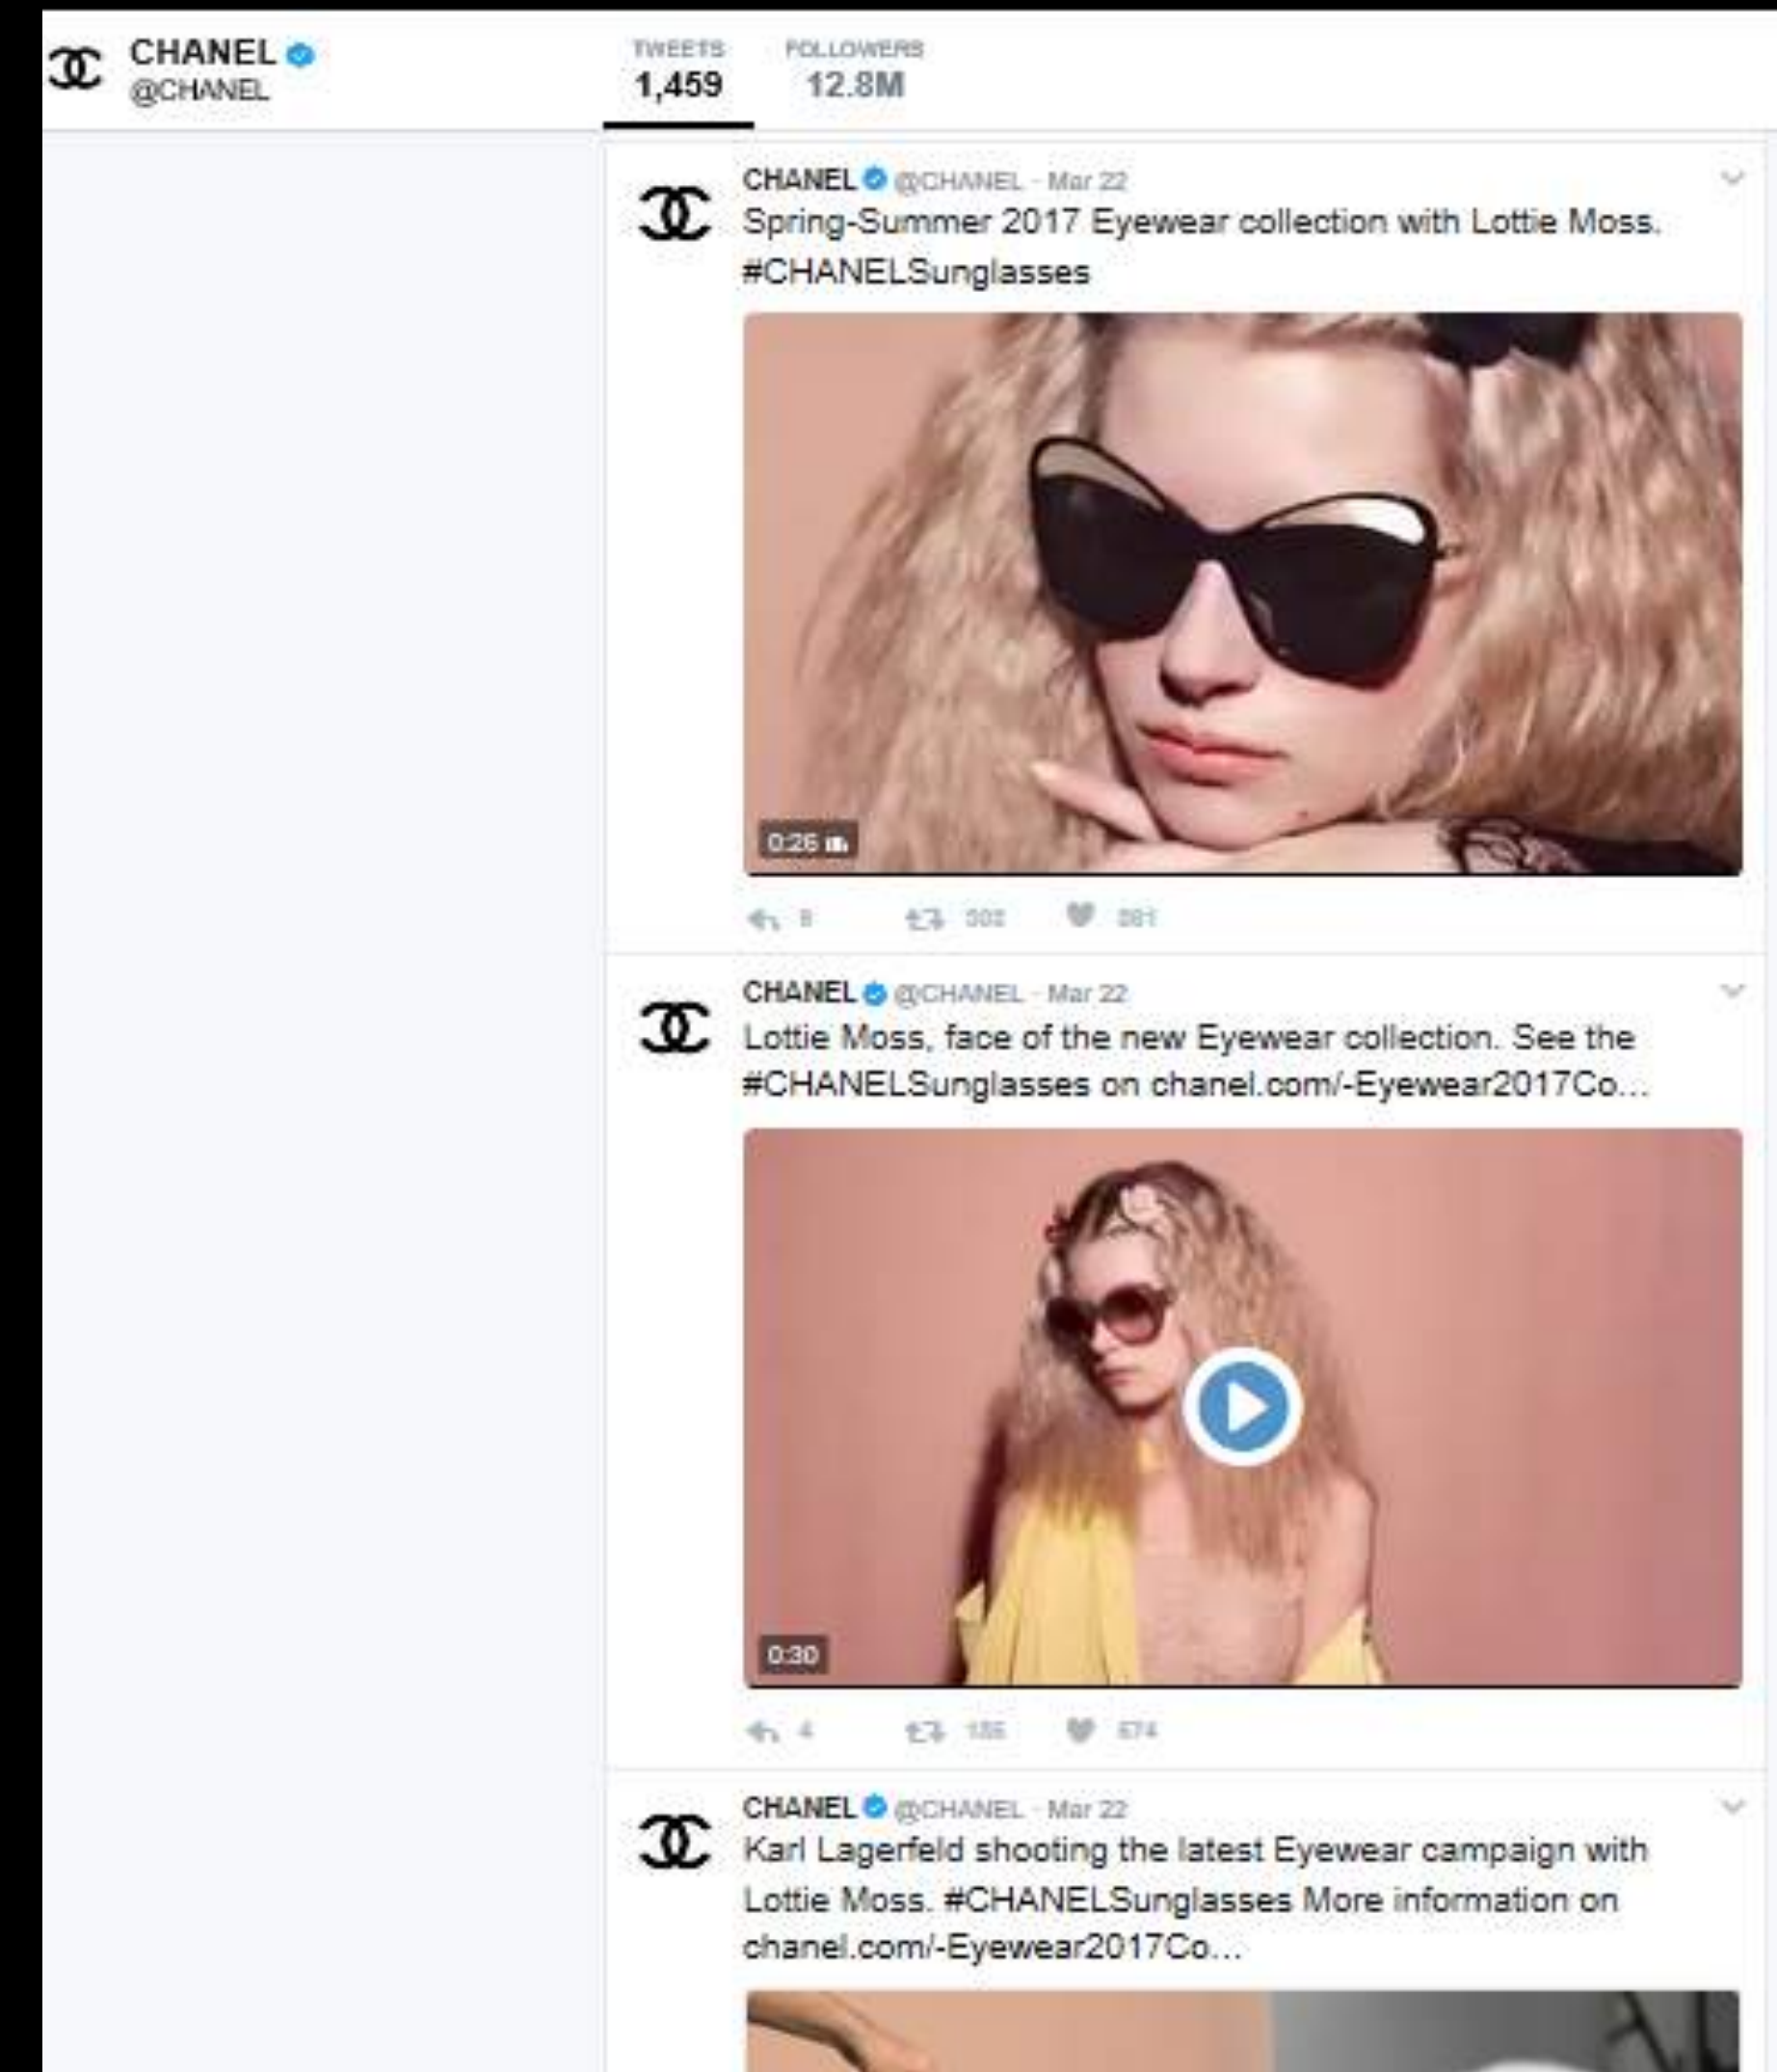 CHANEL
@CHANEL
TWEETS
1,459
FOLLOWERS
12.8M
CHANEL @CHANEL · Mar 22
Spring-Summer 2017 Eyewear collection with Lottie Moss.
#CHANELSunglasses
0:26
CHANEL @CHANEL · Mar 22
Lottie Moss, face of the new Eyewear collection. See the
#CHANELSunglasses on chanel.com/-Eyewear2017Co...
0:30
4
CHANEL @CHANEL · Mar 22
Karl Lagerfeld shooting the latest Eyewear campaign with
Lottie Moss. #CHANELSunglasses More information on
chanel.com/-Eyewear2017Co...